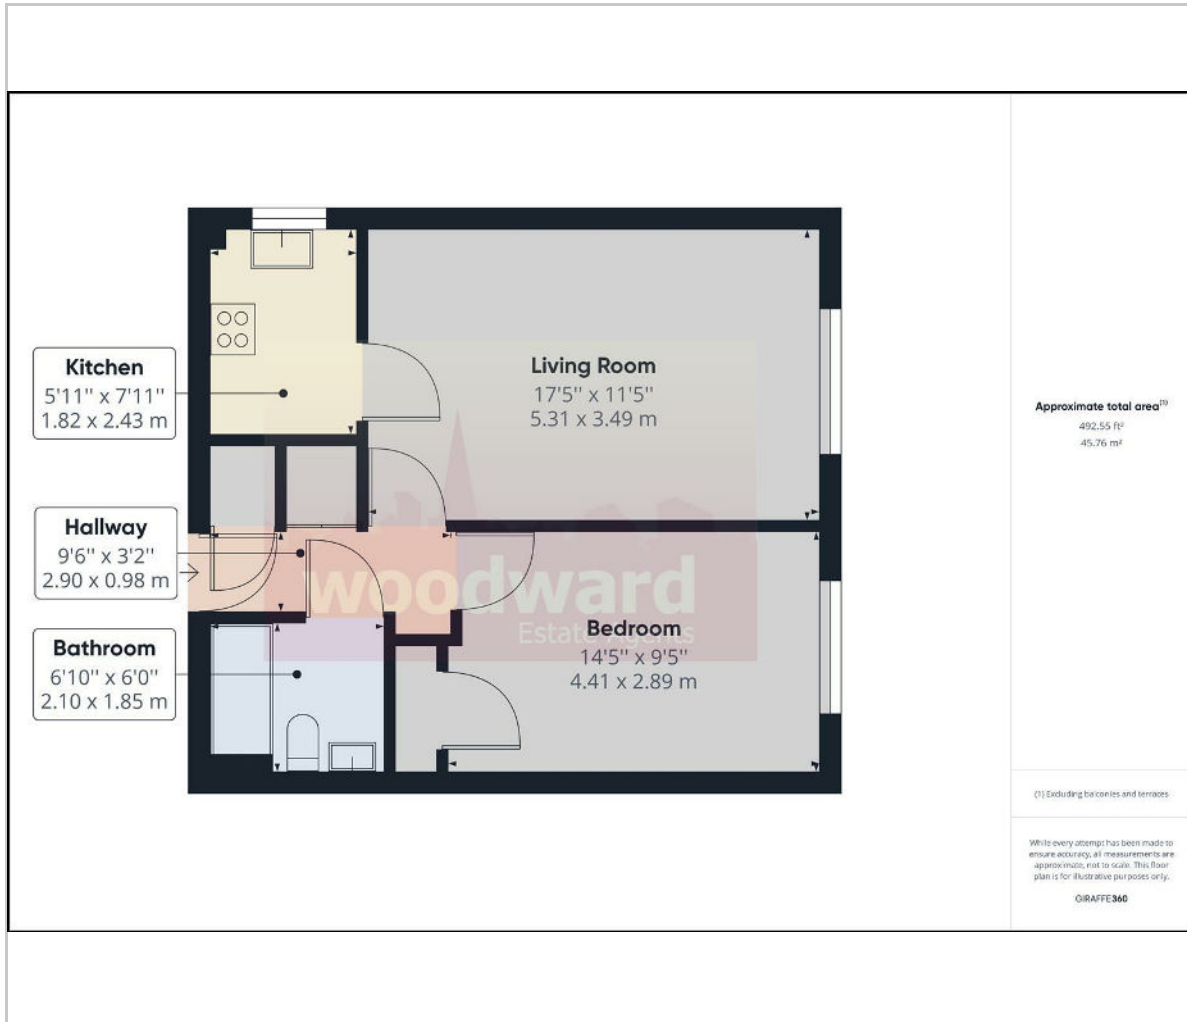 Kitchen
5'11'' x 7'11''
1.82 x 2.43 m
Living Room
17'5'' x 11'5''
5.31 x 3.49 m
Hallway
9'6'' x 3'2''
2.90 x 0.98 m
Bathroom
6'10'' x 6'0''
2.10 x 1.85 m
woodward
Estate Agents
Bedroom
14'5'' x 9'5''
4.41 x 2.89 m
Approximate total area⁽¹⁾
492.55 ft²
45.76 m²
(1) Excluding balconies and terraces
While every attempt has been made to
ensure accuracy, all measurements are
approximate, not to scale. This floor
plan is for illustrative purposes only.
GIRAFFE360